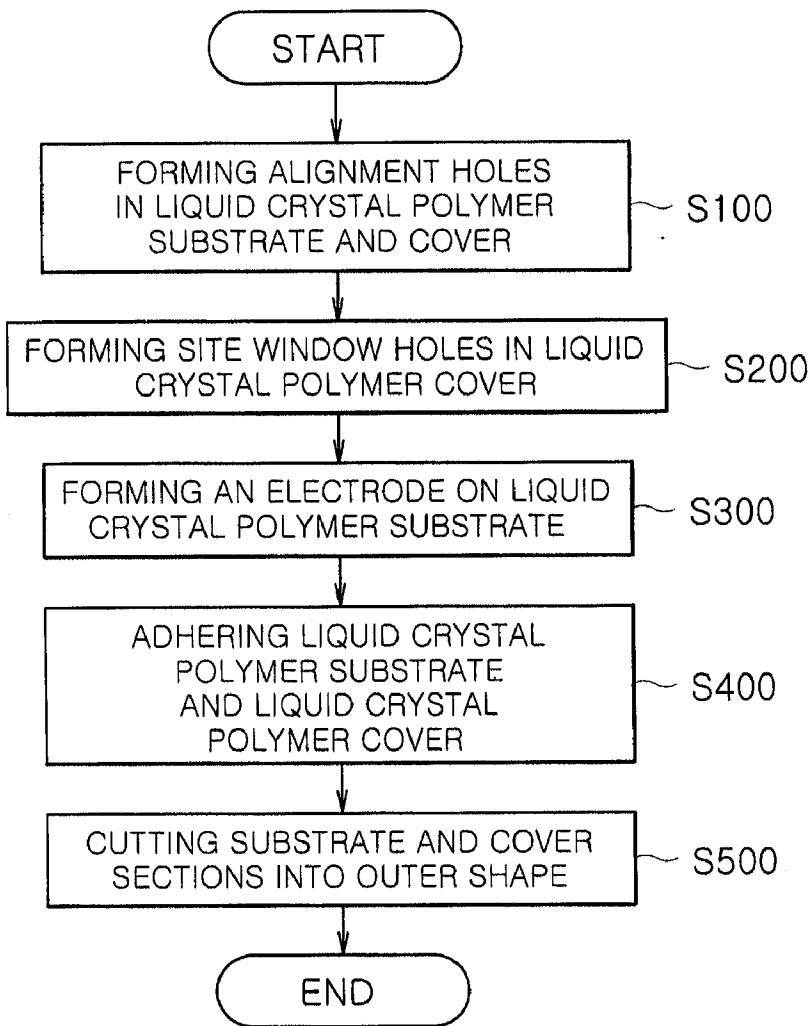 START
FORMING ALIGNMENT HOLES
IN LIQUID CRYSTAL POLYMER
SUBSTRATE AND COVER
S100
FORMING SITE WINDOW HOLES IN LIQUID
CRYSTAL POLYMER COVER
S200
FORMING AN ELECTRODE ON LIQUID
CRYSTAL POLYMER SUBSTRATE
S300
ADHERING LIQUID CRYSTAL
POLYMER SUBSTRATE
AND LIQUID CRYSTAL
POLYMER COVER
S400
CUTTING SUBSTRATE AND COVER
SECTIONS INTO OUTER SHAPE
S500
END